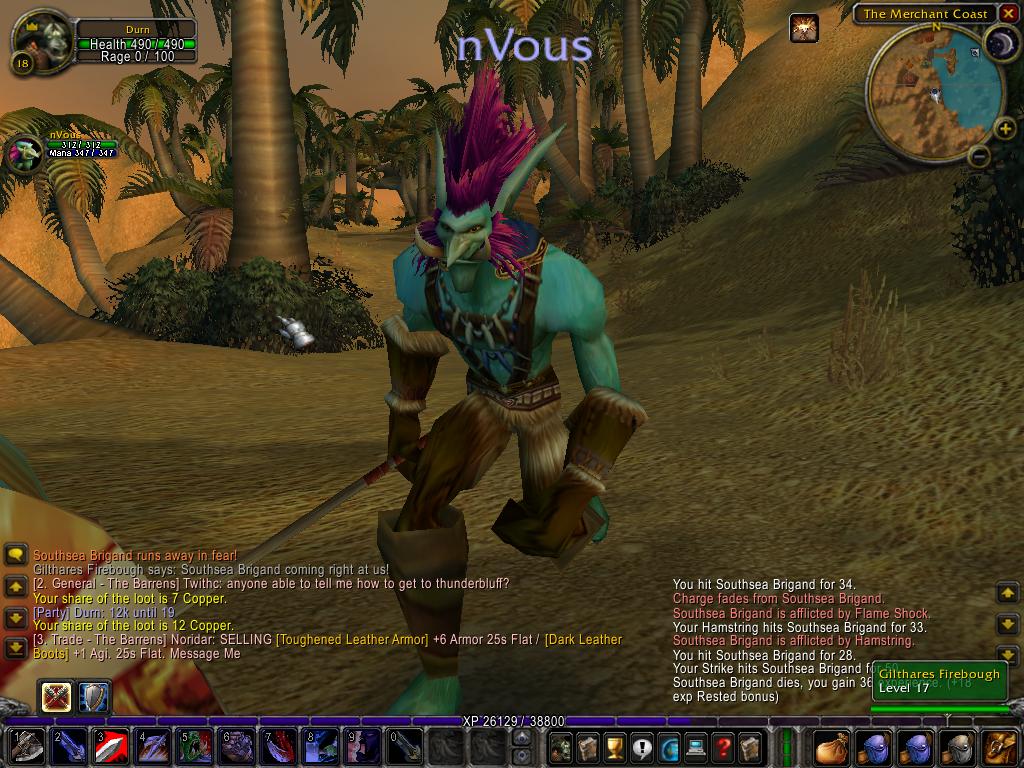 Durn
Health 490 / 490
Rage 0 / 100
18
nVous
312 / 312
Mana 347 / 347
nVous
The Merchant Coast
N
Southsea Brigand runs away in fear!
Gilthares Firebough says: Southsea Brigand coming right at us!
[2. General - The Barrens] Twithc: anyone able to tell me how to get to thunderbluff?
Your share of the loot is 7 Copper.
[Party] Durn: 12k until 19
Your share of the loot is 12 Copper.
[3. Trade - The Barrens] Noridar: SELLING [Toughened Leather Armor] +6 Armor 25s Flat / [Dark Leather
Boots] +1 Agi. 25s Flat. Message Me
You hit Southsea Brigand for 34.
Charge fades from Southsea Brigand.
Southsea Brigand is afflicted by Flame Shock.
Your Hamstring hits Southsea Brigand for 33.
Southsea Brigand is afflicted by Hamstring.
You hit Southsea Brigand for 28.
Your Strike hits Southsea Brigand for 50.
Southsea Brigand dies, you gain 36 experience. (+18
exp Rested bonus)
Gilthares Firebough
Level 17
XP 26129 / 38800
1 2 3 4 5 6 7 8 9 0